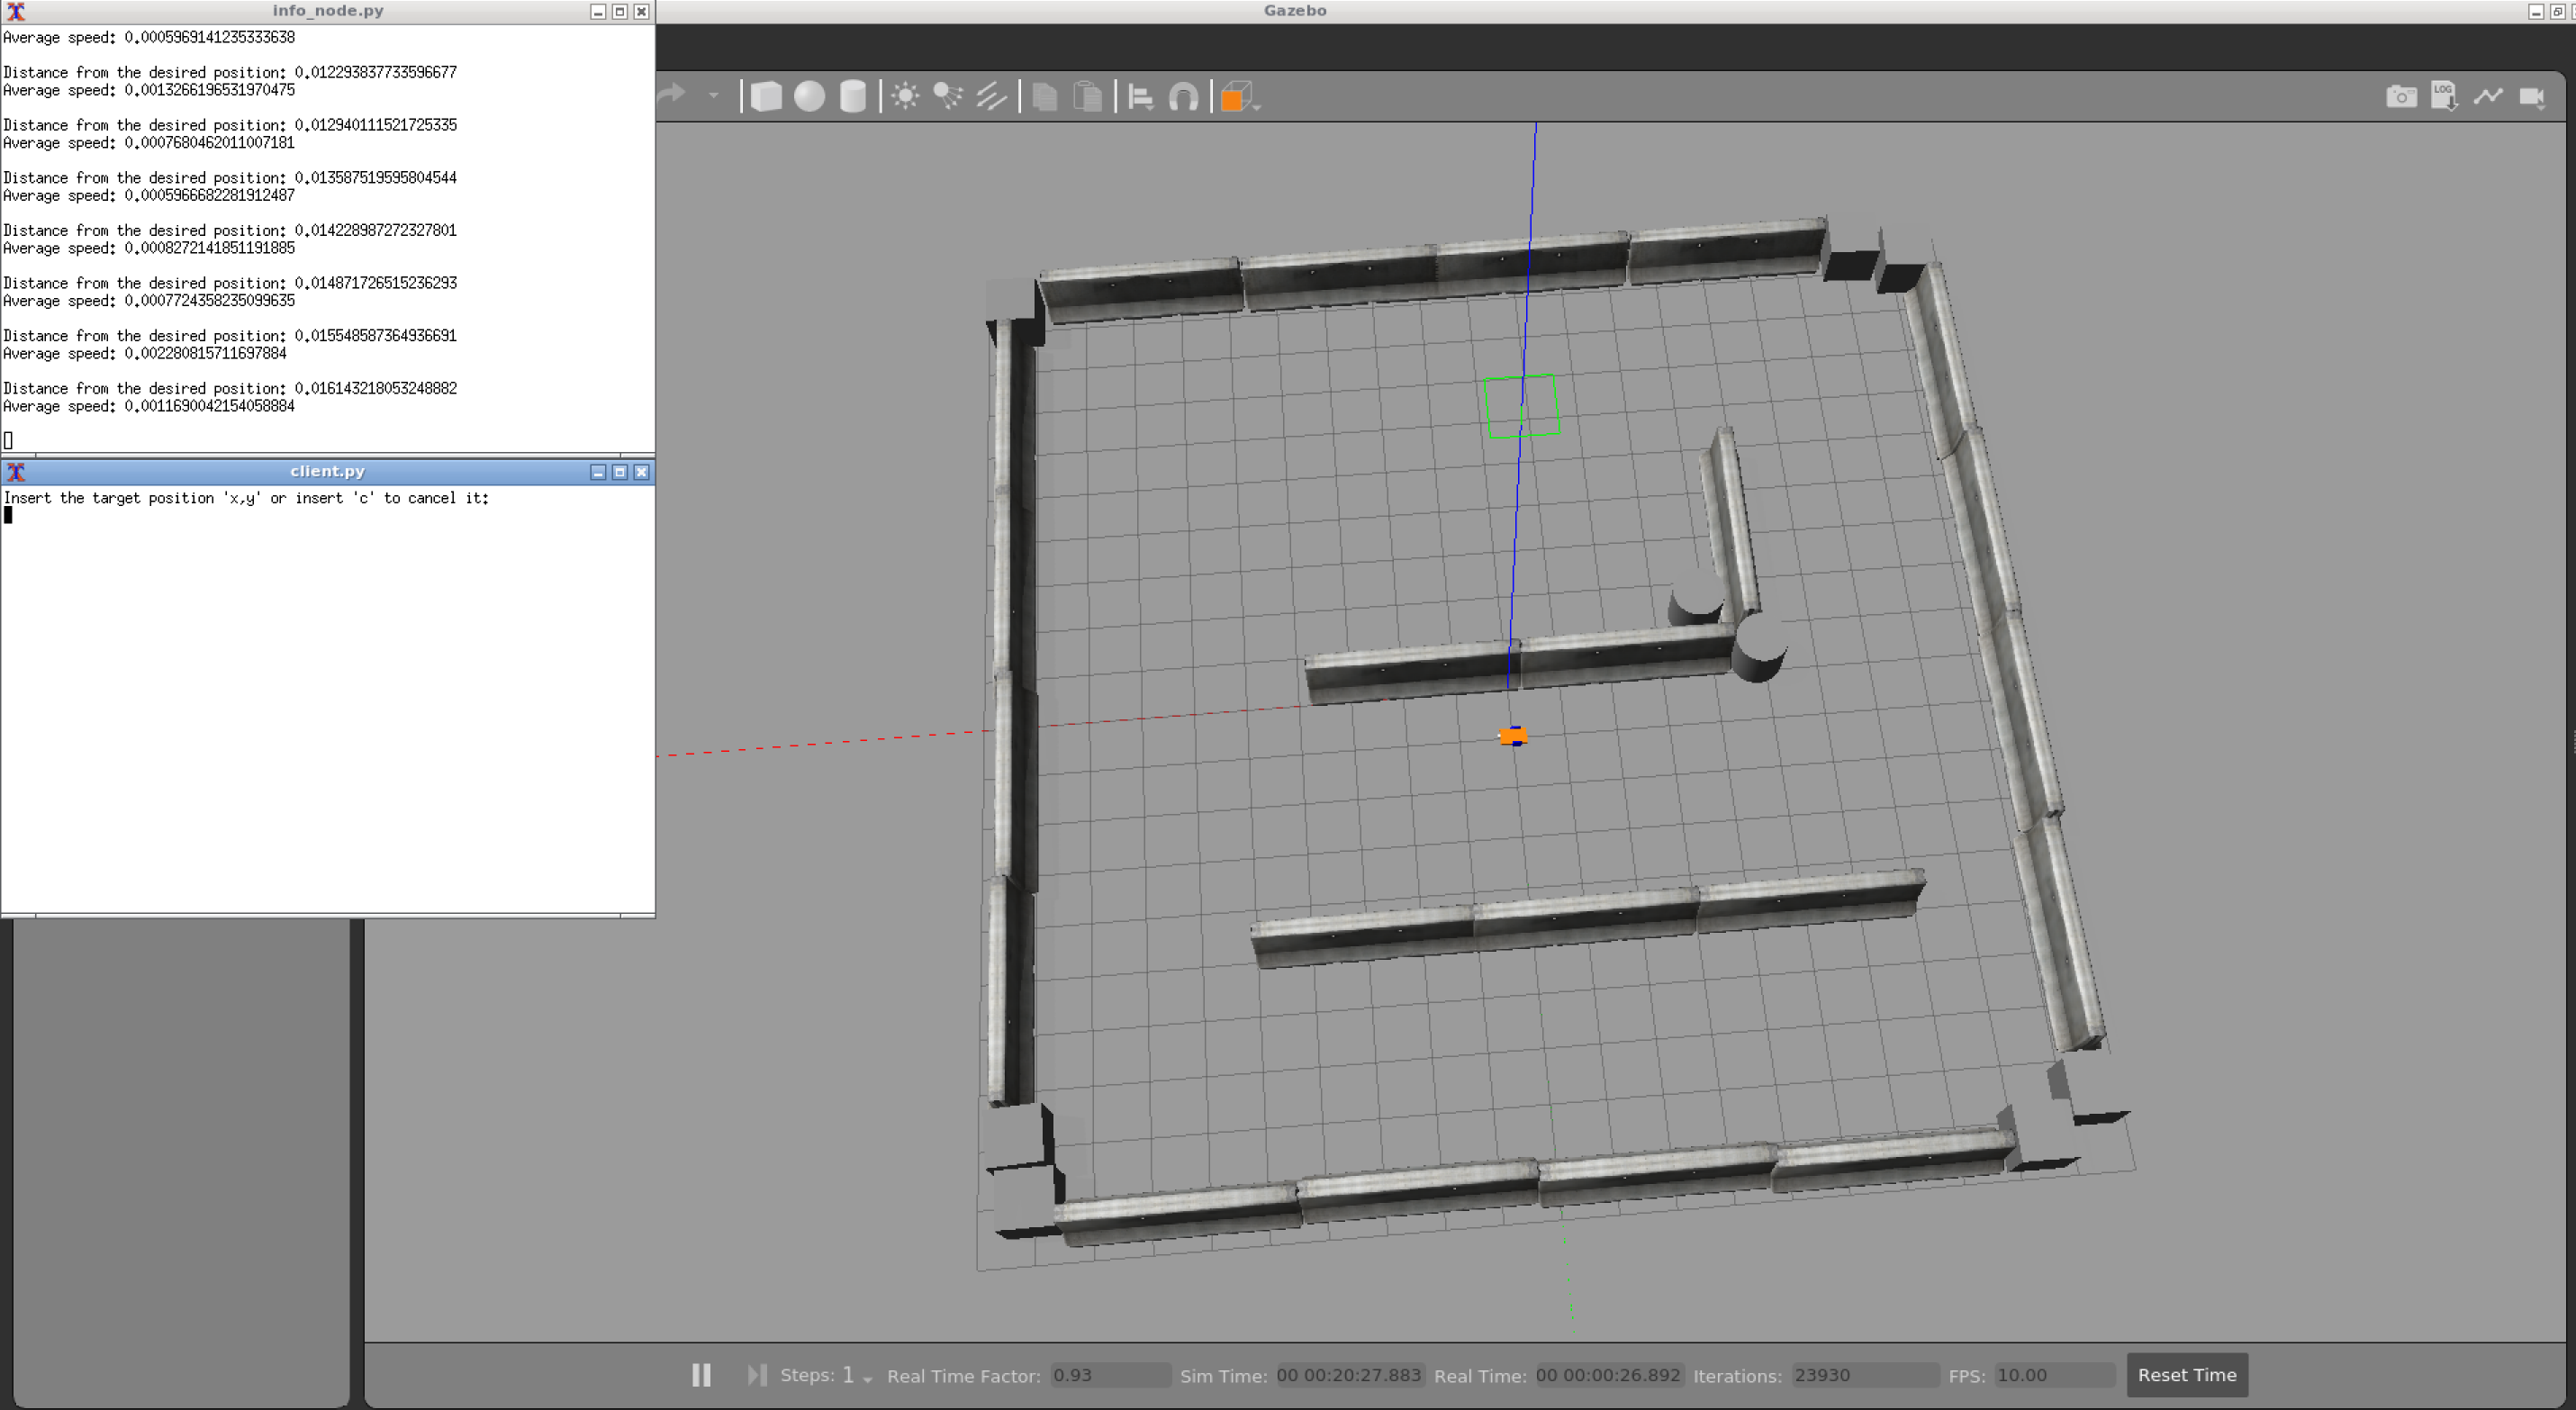 info_node.py
Average speed: 0.0005969141235333638
Distance from the desired position: 0.012293837733596677
Average speed: 0.0013266196531970475
Distance from the desired position: 0.012940111521725335
Average speed: 0.0007680462011007181
Distance from the desired position: 0.013587519595804544
Average speed: 0.0005966682281912487
Distance from the desired position: 0.014228987272327801
Average speed: 0.0008272141851191885
Distance from the desired position: 0.014871726515236293
Average speed: 0.0007724358235099635
Distance from the desired position: 0.015548587364936691
Average speed: 0.002280815711697884
Distance from the desired position: 0.016143218053248882
Average speed: 0.0011690042154058884
client.py
Insert the target position 'x,y' or insert 'c' to cancel it:
Gazebo
LOG
Steps: 1 Real Time Factor: 0.93 Sim Time: 00 00:20:27.883 Real Time: 00 00:00:26.892 Iterations: 23930 FPS: 10.00 Reset Time